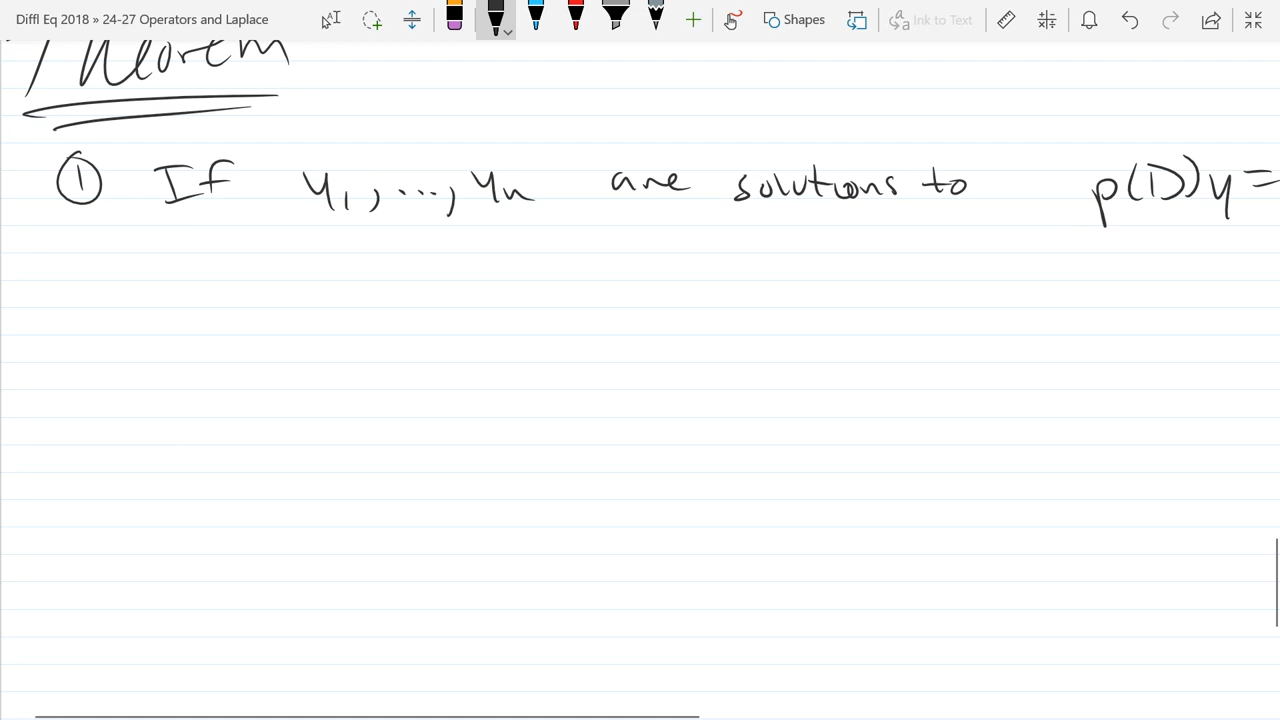 Diffl Eq 2018 » 24-27 Operators and Laplace
Shapes
Ink to Text
Theorem
① If y₁, ..., yₙ are solutions to p(D)y =